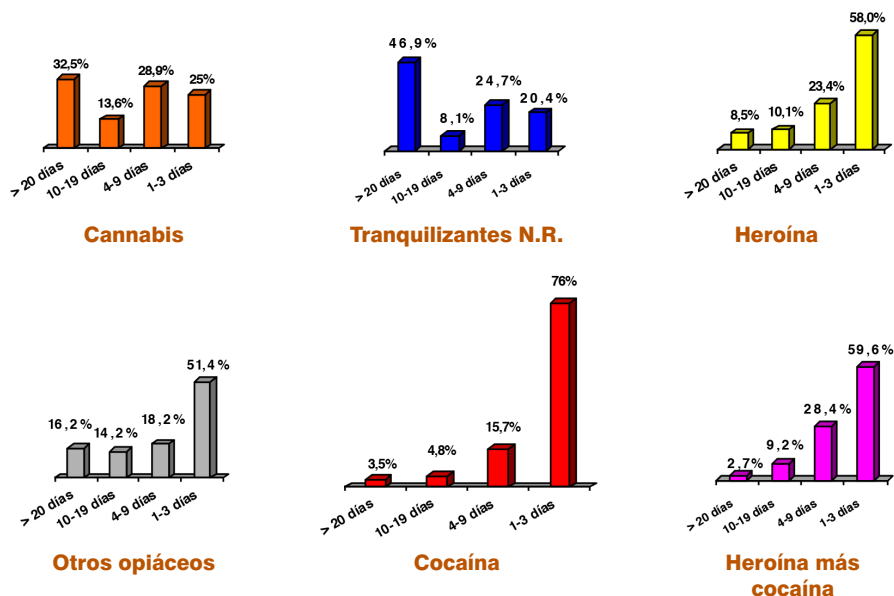 32,5%
13,6%
28,9%
25%
> 20 días
10-19 días
4-9 días
1-3 días
Cannabis
46,9%
8,1%
24,7%
20,4%
> 20 días
10-19 días
4-9 días
1-3 días
Tranquilizantes N.R.
8,5%
10,1%
23,4%
58,0%
> 20 días
10-19 días
4-9 días
1-3 días
Heroína
16,2%
14,2%
18,2%
51,4%
> 20 días
10-19 días
4-9 días
1-3 días
Otros opiáceos
3,5%
4,8%
15,7%
76%
> 20 días
10-19 días
4-9 días
1-3 días
Cocaína
2,7%
9,2%
28,4%
59,6%
> 20 días
10-19 días
4-9 días
1-3 días
Heroína más
cocaína